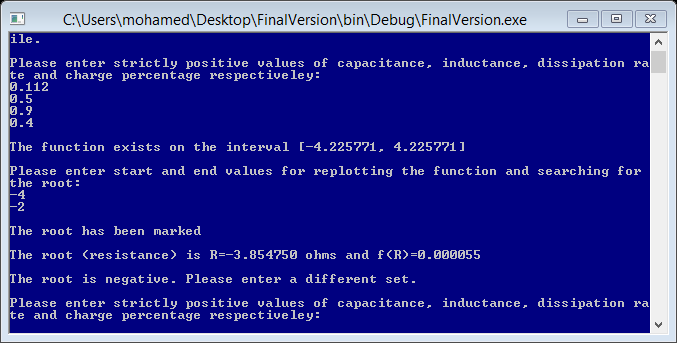 C:\Users\mohamed\Desktop\FinalVersion\bin\Debug\FinalVersion.exe
ile.
Please enter strictly positive values of capacitance, inductance, dissipation ra
te and charge percentage respectiveley:
0.112
0.5
0.9
0.4
The function exists on the interval [-4.225771, 4.225771]
Please enter start and end values for replotting the function and searching for
the root:
-4
-2
The root has been marked
The root (resistance) is R=-3.854750 ohms and f(R)=0.000055
The root is negative. Please enter a different set.
Please enter strictly positive values of capacitance, inductance, dissipation ra
te and charge percentage respectiveley: